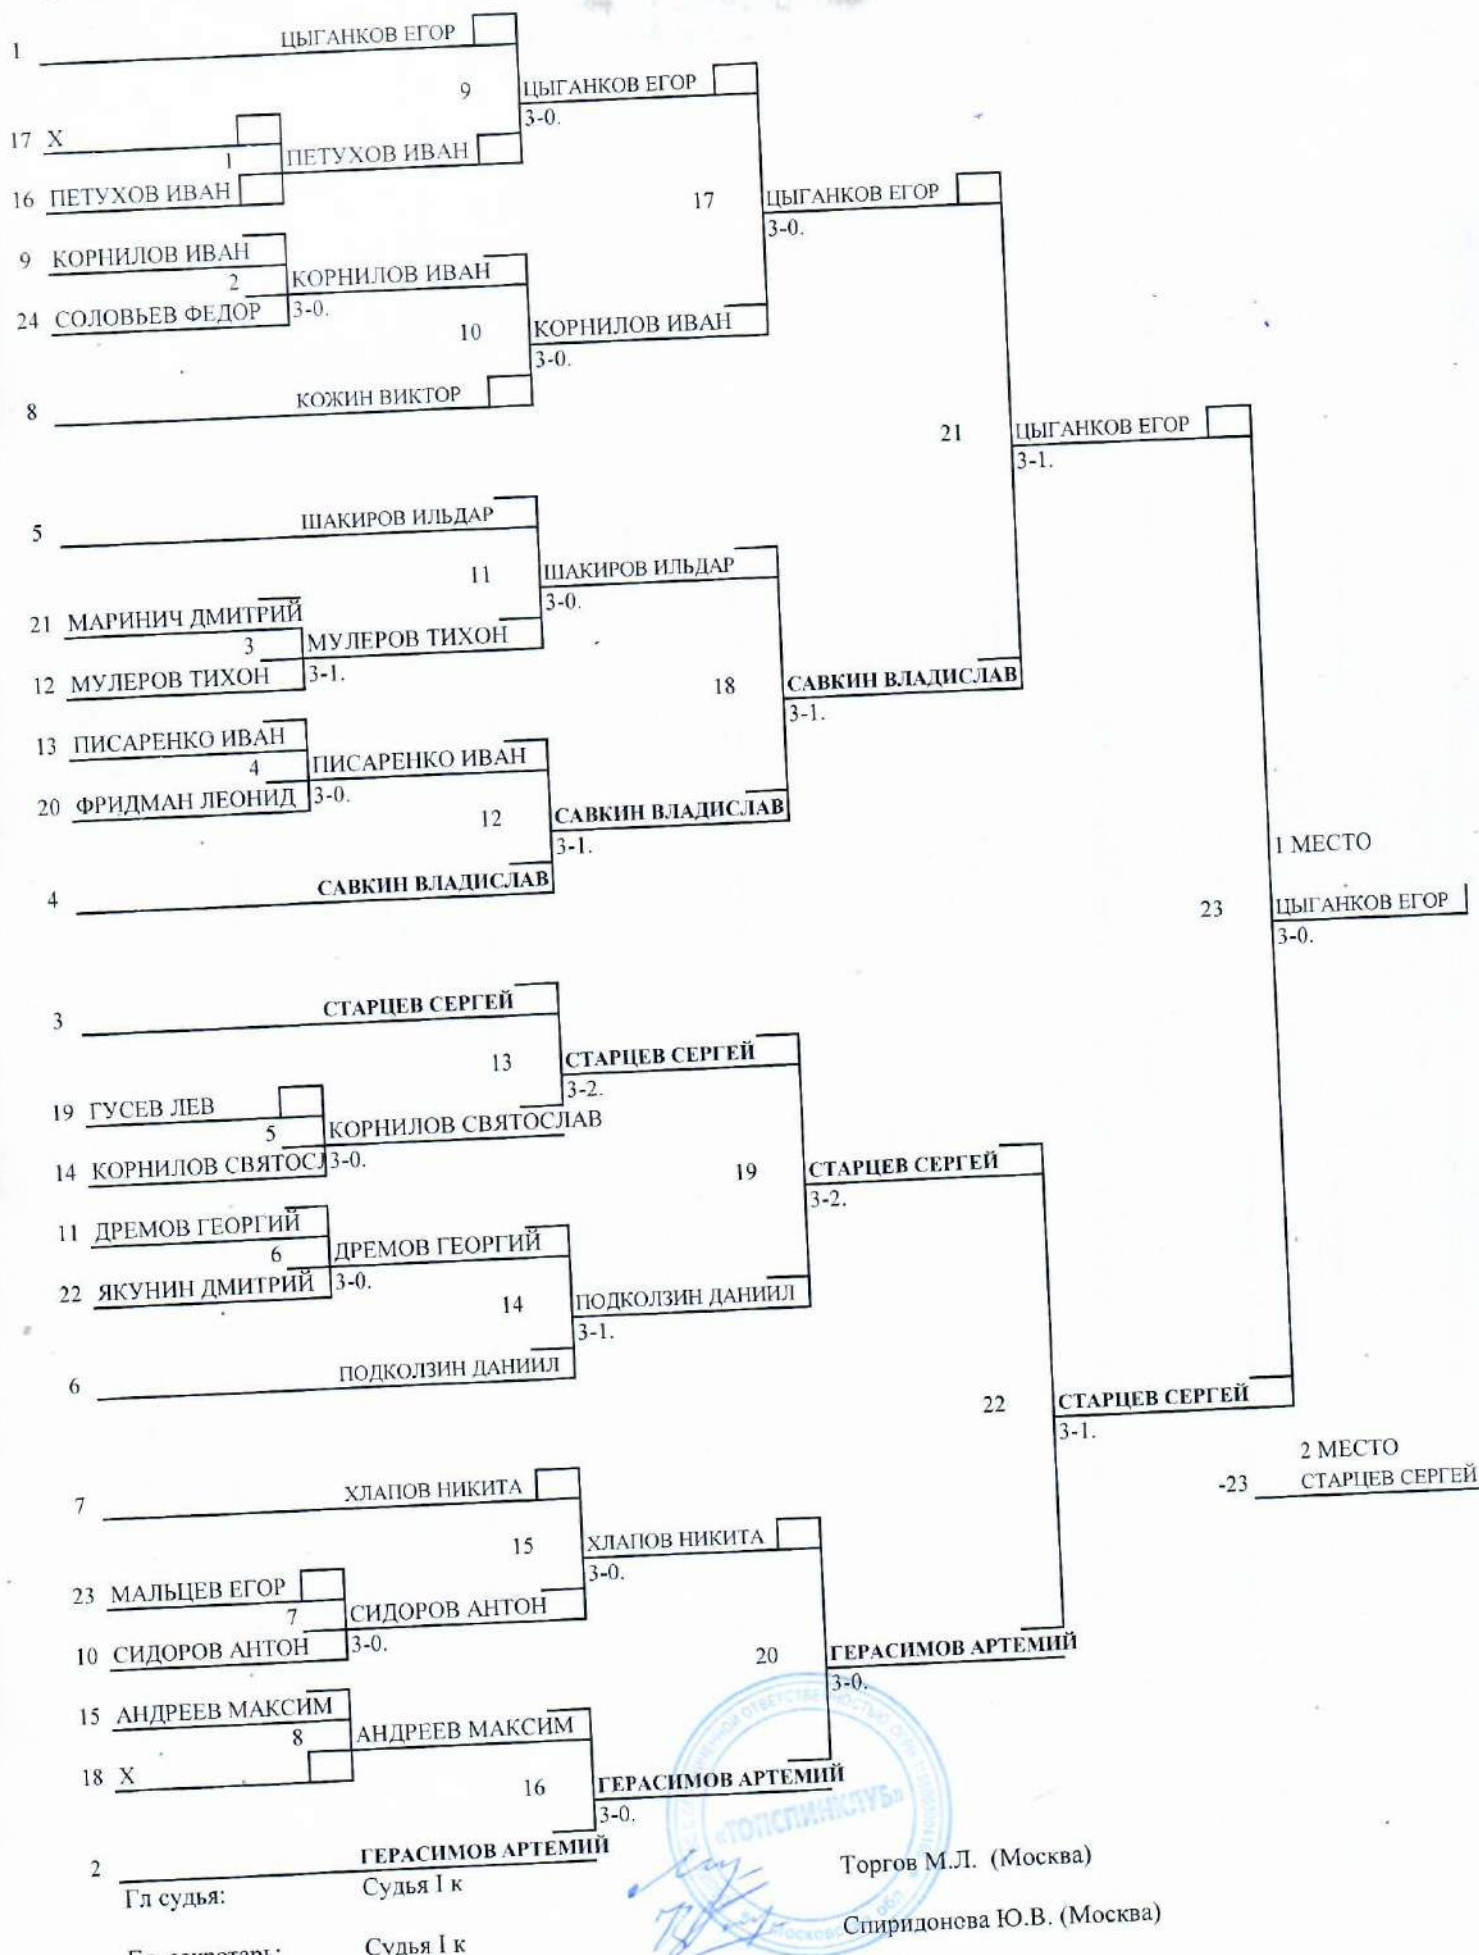 1 ЦЫГАНКОВ ЕГОР
9 ЦЫГАНКОВ ЕГОР
3-0.
17 X
1 ПЕТУХОВ ИВАН
16 ПЕТУХОВ ИВАН
17 ЦЫГАНКОВ ЕГОР
3-0.
9 КОРНИЛОВ ИВАН
2 КОРНИЛОВ ИВАН
24 СОЛОВЬЕВ ФЕДОР 3-0.
10 КОРНИЛОВ ИВАН
3-0.
8 КОЖИН ВИКТОР
21 ЦЫГАНКОВ ЕГОР
3-1.
5 ШАКИРОВ ИЛЬДАР
11 ШАКИРОВ ИЛЬДАР
3-0.
21 МАРИНИЧ ДМИТРИЙ
3 МУЛЕРОВ ТИХОН
12 МУЛЕРОВ ТИХОН 3-1.
18 САВКИН ВЛАДИСЛАВ
3-1.
13 ПИСАРЕНКО ИВАН
4 ПИСАРЕНКО ИВАН
20 ФРИДМАН ЛЕОНИД 3-0.
12 САВКИН ВЛАДИСЛАВ
3-1.
4 САВКИН ВЛАДИСЛАВ
1 МЕСТО
23 ЦЫГАНКОВ ЕГОР
3-0.
3 СТАРЦЕВ СЕРГЕЙ
13 СТАРЦЕВ СЕРГЕЙ
3-2.
19 ГУСЕВ ЛЕВ
5 КОРНИЛОВ СВЯТОСЛАВ
14 КОРНИЛОВ СВЯТОСЛ 3-0.
19 СТАРЦЕВ СЕРГЕЙ
3-2.
11 ДРЕМОВ ГЕОРГИЙ
6 ДРЕМОВ ГЕОРГИЙ
22 ЯКУНИН ДМИТРИЙ 3-0.
14 ПОДКОЛЗИН ДАНИИЛ
3-1.
6 ПОДКОЛЗИН ДАНИИЛ
22 СТАРЦЕВ СЕРГЕЙ
3-1.
2 МЕСТО
-23 СТАРЦЕВ СЕРГЕЙ
7 ХЛАПОВ НИКИТА
15 ХЛАПОВ НИКИТА
3-0.
23 МАЛЬЦЕВ ЕГОР
7 СИДОРОВ АНТОН
10 СИДОРОВ АНТОН 3-0.
20 ГЕРАСИМОВ АРТЕМИЙ
3-0.
15 АНДРЕЕВ МАКСИМ
8 АНДРЕЕВ МАКСИМ
18 X
16 ГЕРАСИМОВ АРТЕМИЙ
3-0.
«ТОПСПИНКЛУБ»
2 ГЕРАСИМОВ АРТЕМИЙ
Гл судья: Судья I к Торгов М.Л. (Москва)
Судья I к Спиридонова Ю.В. (Москва)